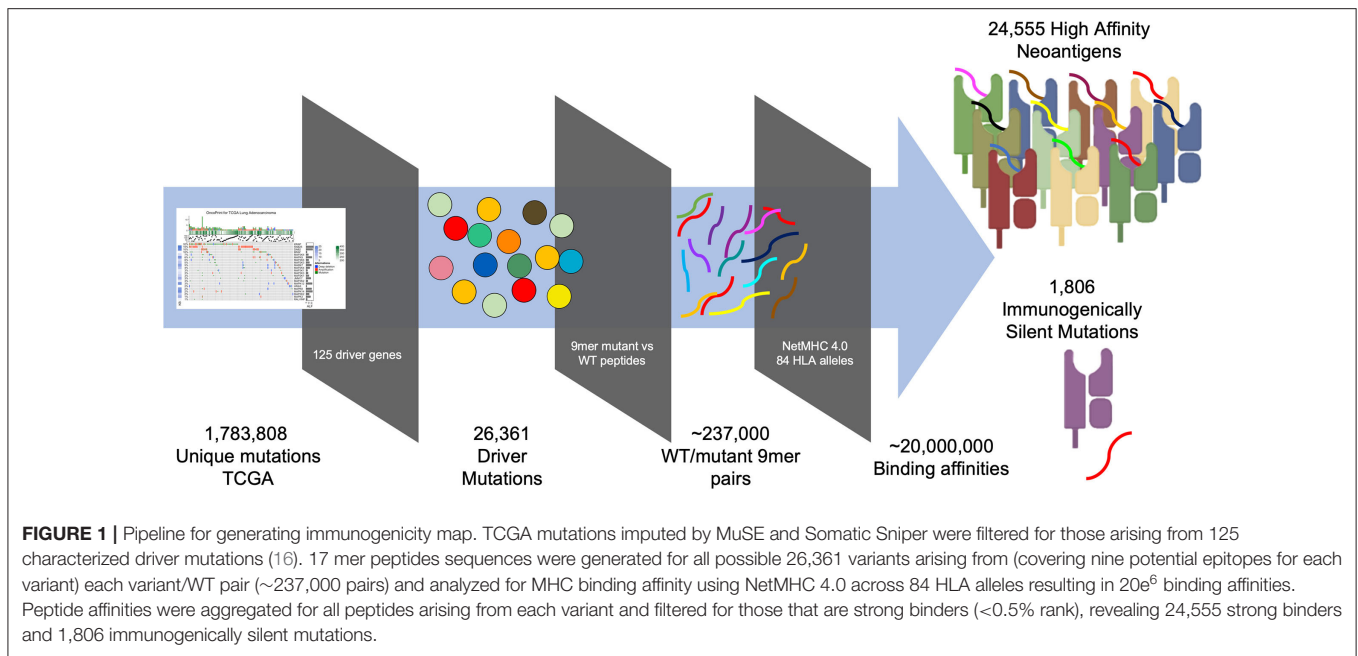 24,555 High Affinity
Neoantigens
OncoPrint for TCGA Lung Adenocarcinoma
125 driver genes
9mer mutant vs
WT peptides
NetMHC 4.0
84 HLA alleles
1,806
Immunogenically
Silent Mutations
1,783,808
Unique mutations
TCGA
26,361
Driver
Mutations
~237,000
WT/mutant 9mer
pairs
~20,000,000
Binding affinities
FIGURE 1 | Pipeline for generating immunogenicity map. TCGA mutations imputed by MuSE and Somatic Sniper were filtered for those arising from 125
characterized driver mutations (16). 17 mer peptides sequences were generated for all possible 26,361 variants arising from (covering nine potential epitopes for each
variant) each variant/WT pair (∼237,000 pairs) and analyzed for MHC binding affinity using NetMHC 4.0 across 84 HLA alleles resulting in 20e⁶ binding affinities.
Peptide affinities were aggregated for all peptides arising from each variant and filtered for those that are strong binders (<0.5% rank), revealing 24,555 strong binders
and 1,806 immunogenically silent mutations.